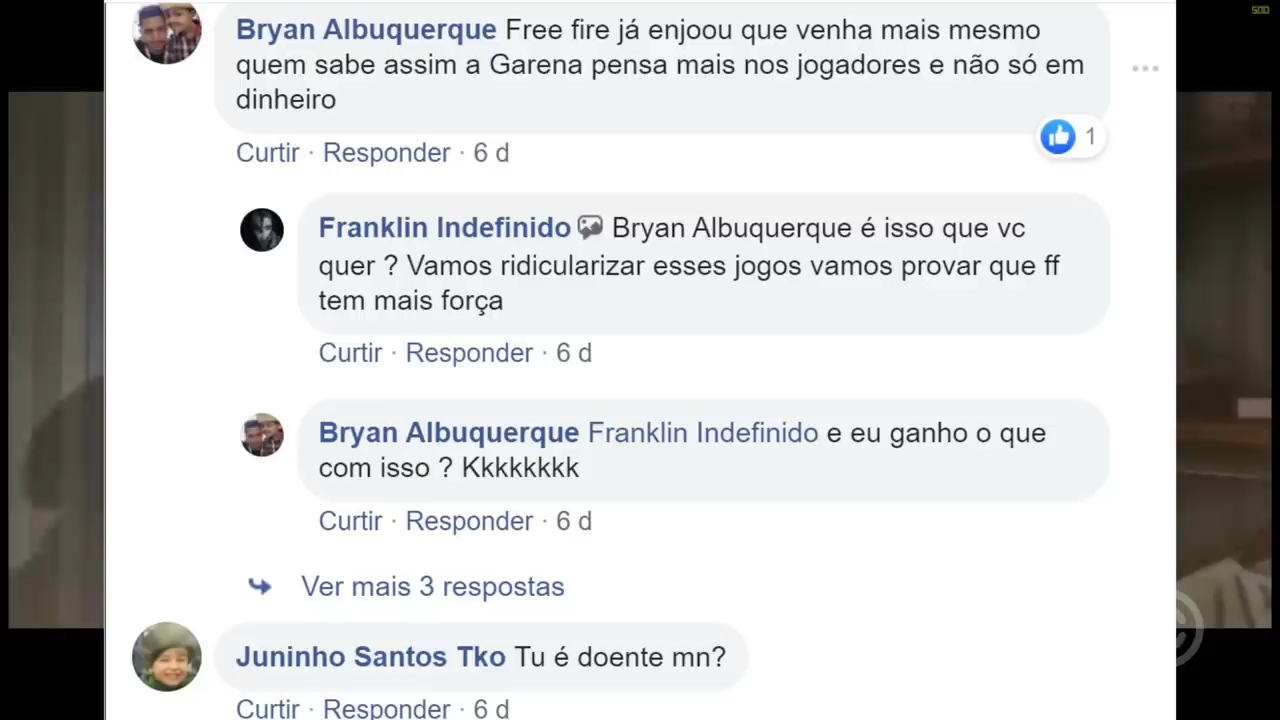 500
Bryan Albuquerque Free fire já enjoou que venha mais mesmo
quem sabe assim a Garena pensa mais nos jogadores e não só em
dinheiro
1
Curtir · Responder · 6 d
Franklin Indefinido Bryan Albuquerque é isso que vc
quer ? Vamos ridicularizar esses jogos vamos provar que ff
tem mais força
Curtir · Responder · 6 d
Bryan Albuquerque Franklin Indefinido e eu ganho o que
com isso ? Kkkkkkkk
Curtir · Responder · 6 d
Ver mais 3 respostas
Juninho Santos Tko Tu é doente mn?
Curtir · Responder · 6 d